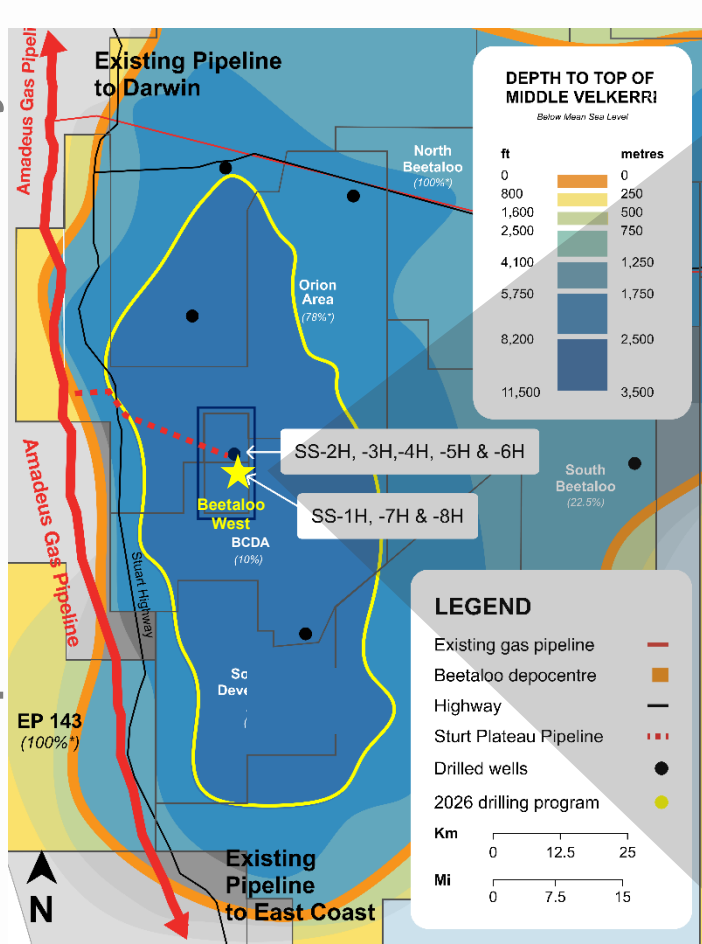 Amadeus Gas Pipeli
Existing Pipeline
to Darwin
North
Beetaloo
(100%*)
DEPTH TO TOP OF
MIDDLE VELKERRI
Below Mean Sea Level
ft metres
0 0
800 250
1,600 500
2,500 750
4,100 1,250
5,750 1,750
8,200 2,500
11,500 3,500
Orion
Area
(78%*)
SS-2H, -3H,-4H, -5H & -6H
SS-1H, -7H & -8H
Beetaloo
West
BCDA
(10%)
South
Beetaloo
(22.5%)
Amadeus Gas Pipeline
Stuart Highway
So
Deve
(
EP 143
(100%*)
LEGEND
Existing gas pipeline
Beetaloo depocentre
Highway
Sturt Plateau Pipeline
Drilled wells
2026 drilling program
Km
0 12.5 25
Mi
0 7.5 15
N
Existing
Pipeline
to East Coast